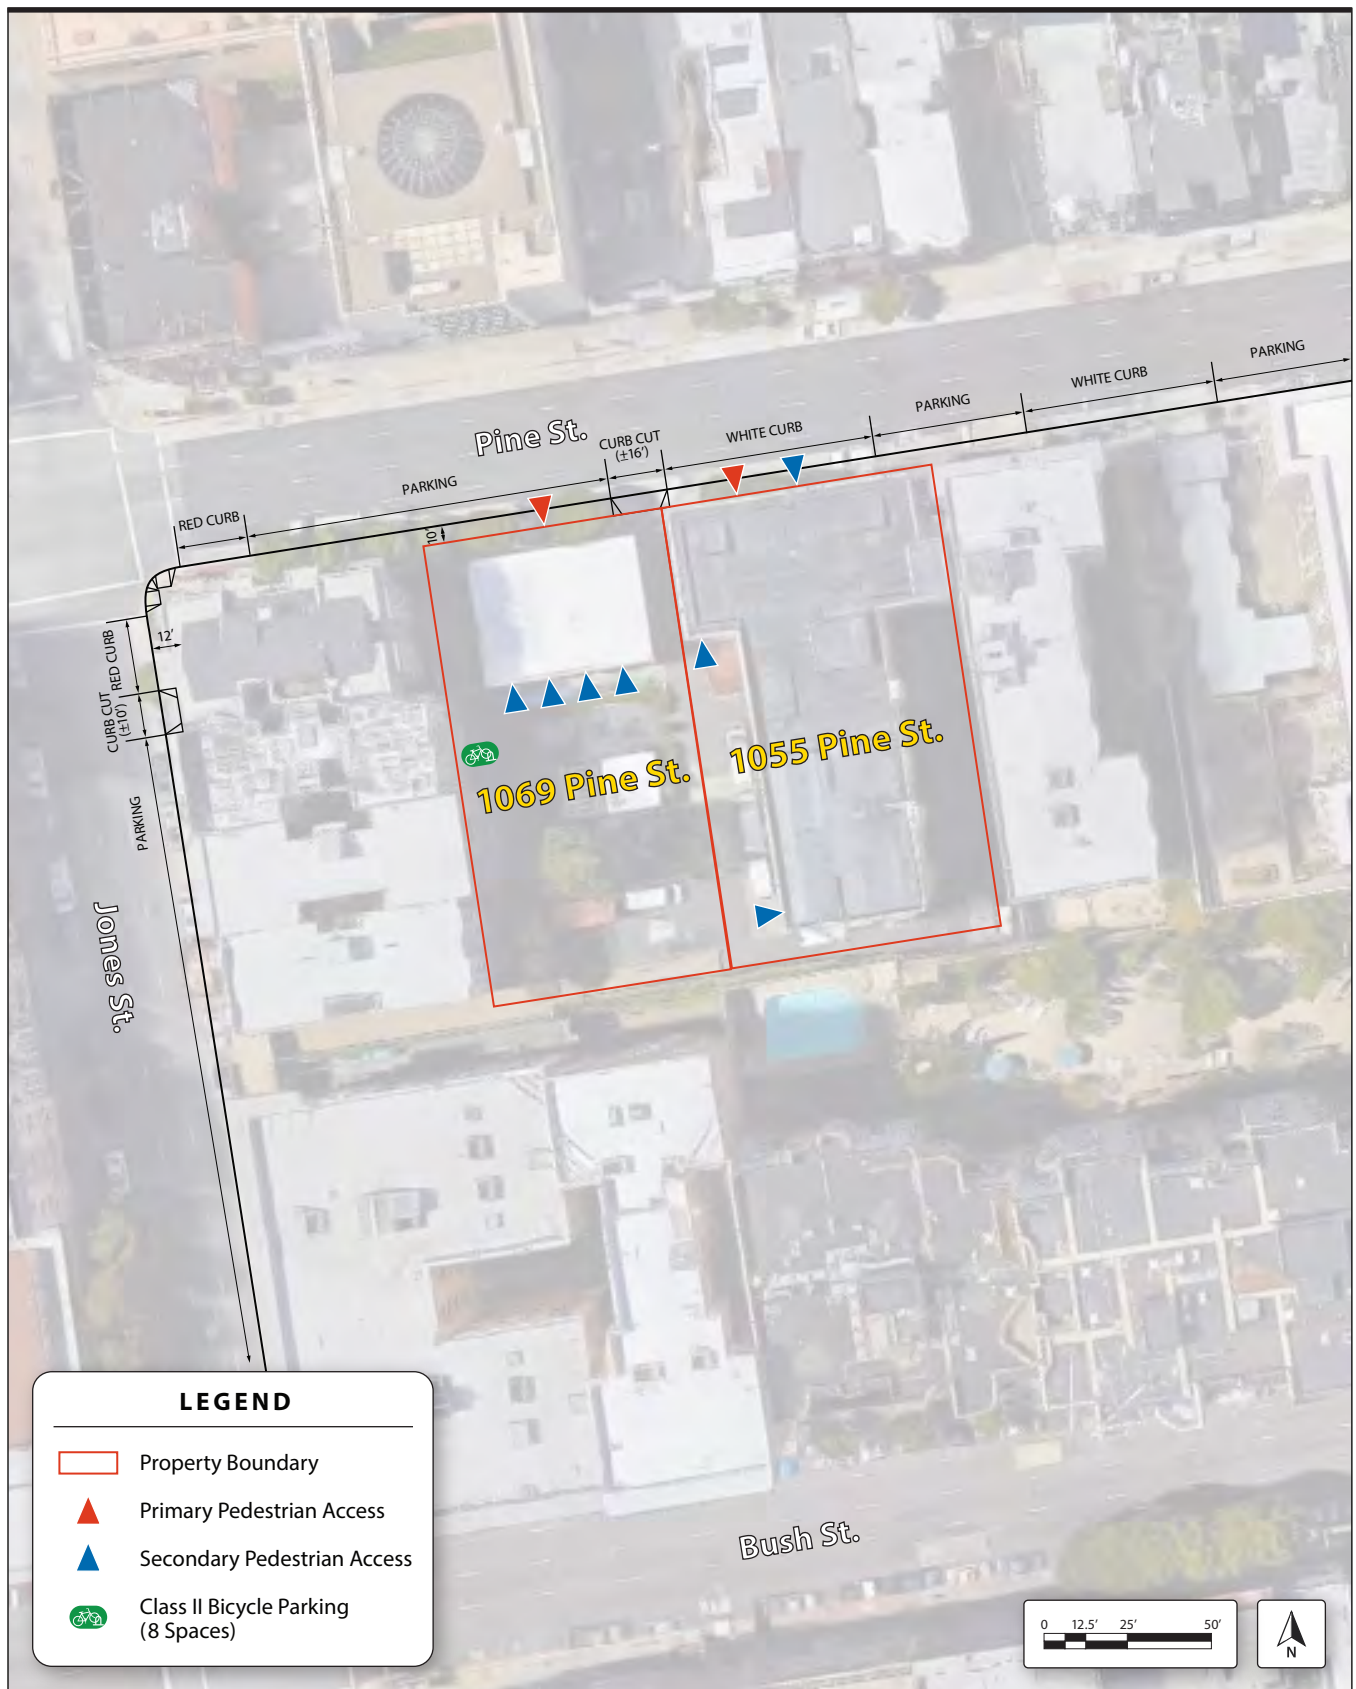 PARKING
WHITE CURB
PARKING
WHITE CURB
Pine St.
CURB CUT
(±16')
PARKING
RED CURB
10'
12'
RED CURB
CURB CUT
(±10')
PARKING
1055 Pine St.
1069 Pine St.
Jones St.
Bush St.
LEGEND
Property Boundary
Primary Pedestrian Access
Secondary Pedestrian Access
Class II Bicycle Parking
(8 Spaces)
0 12.5' 25' 50'
N